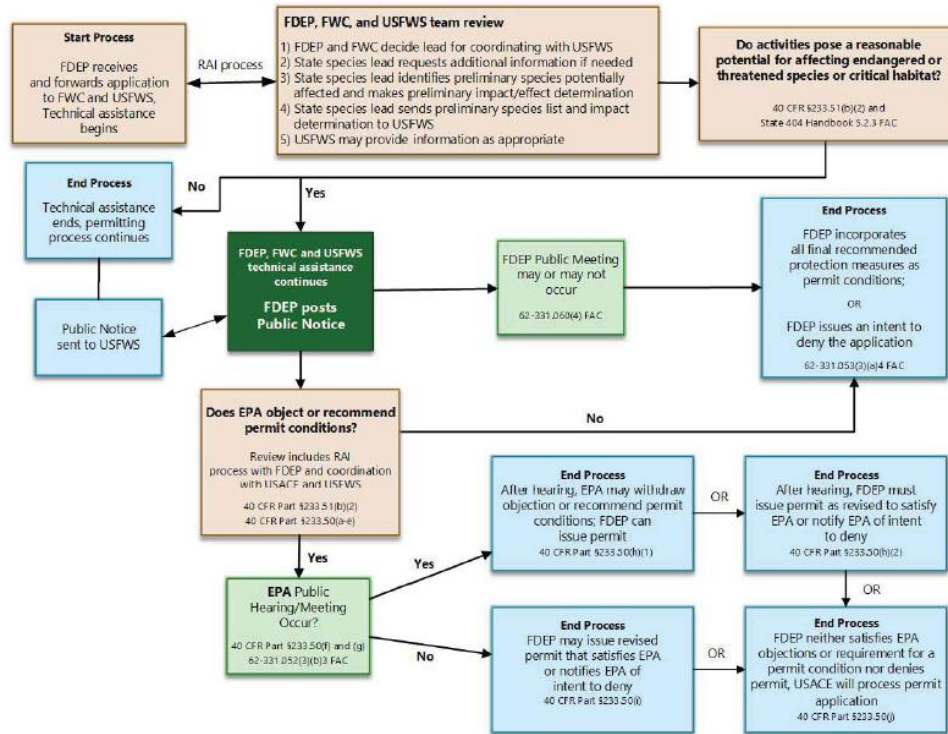 Start Process
FDEP receives
and forwards application
to FWC and USFWS,
Technical assistance
begins
RAI process
FDEP, FWC, and USFWS team review
1) FDEP and FWC decide lead for coordinating with USFWS
2) State species lead requests additional information if needed
3) State species lead identifies preliminary species potentially
affected and makes preliminary impact/effect determination
4) State species lead sends preliminary species list and impact
determination to USFWS
5) USFWS may provide information as appropriate
Do activities pose a reasonable
potential for affecting endangered
or threatened species or critical habitat?
40 CFR §233.51(b)(2) and
State 404 Handbook 5.2.3 FAC
No
Yes
End Process
Technical assistance
ends, permitting
process continues
Public Notice
sent to USFWS
FDEP, FWC and USFWS
technical assistance
continues
FDEP posts
Public Notice
FDEP Public Meeting
may or may not
occur
62-331.060(4) FAC
End Process
FDEP incorporates
all final recommended
protection measures as
permit conditions;
OR
FDEP issues an intent to
deny the application
62-331.053(3)(a)4 FAC
Does EPA object or recommend
permit conditions?
Review includes RAI
process with FDEP and coordination
with USACE and USFWS
40 CFR Part §233.51(b)(2)
40 CFR Part §233.50(a-e)
No
Yes
EPA Public
Hearing/Meeting
Occur?
40 CFR Part §233.50(f) and (g)
62-331.052(3)(b)3 FAC
Yes
No
End Process
After hearing, EPA may withdraw
objection or recommend permit
conditions; FDEP can
issue permit
40 CFR Part §233.50(h)(1)
OR
End Process
After hearing, FDEP must
issue permit as revised to satisfy
EPA or notify EPA of intent
to deny
40 CFR Part §233.50(h)(2)
OR
End Process
FDEP may issue revised
permit that satisfies EPA
or notifies EPA of
intent to deny
40 CFR Part §233.50(i)
OR
End Process
FDEP neither satisfies EPA
objections or requirement for a
permit condition nor denies
permit, USACE will process permit
application
40 CFR Part §233.50(j)